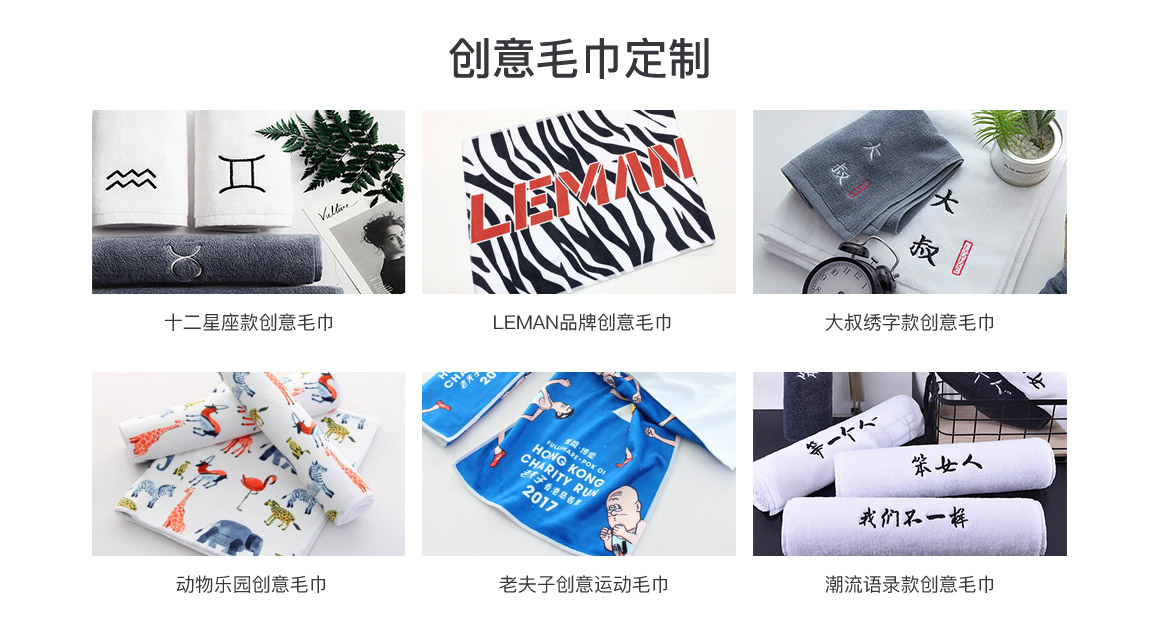 创意毛巾定制
Vulture
LEMAN
大
叔
大
叔
十二星座款创意毛巾
LEMAN品牌创意毛巾
大叔绣字款创意毛巾
CHARITY
20
HONG KONG
CHARITY RUN
2017
第一个人
笨女人
我们不一样
动物乐园创意毛巾
老夫子创意运动毛巾
潮流语录款创意毛巾